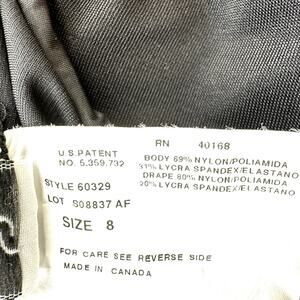 U.S. PATENT
NO. 5,359,732
RN 40168
BODY 69% NYLON/POLIAMIDA
31% LYCRA SPANDEX/ELASTANO
DRAPE 80% NYLON/POLIAMIDA
20% LYCRA SPANDEX/ELASTANO
STYLE 60329
LOT S08837 AF
SIZE 8
FOR CARE SEE REVERSE SIDE
MADE IN CANADA